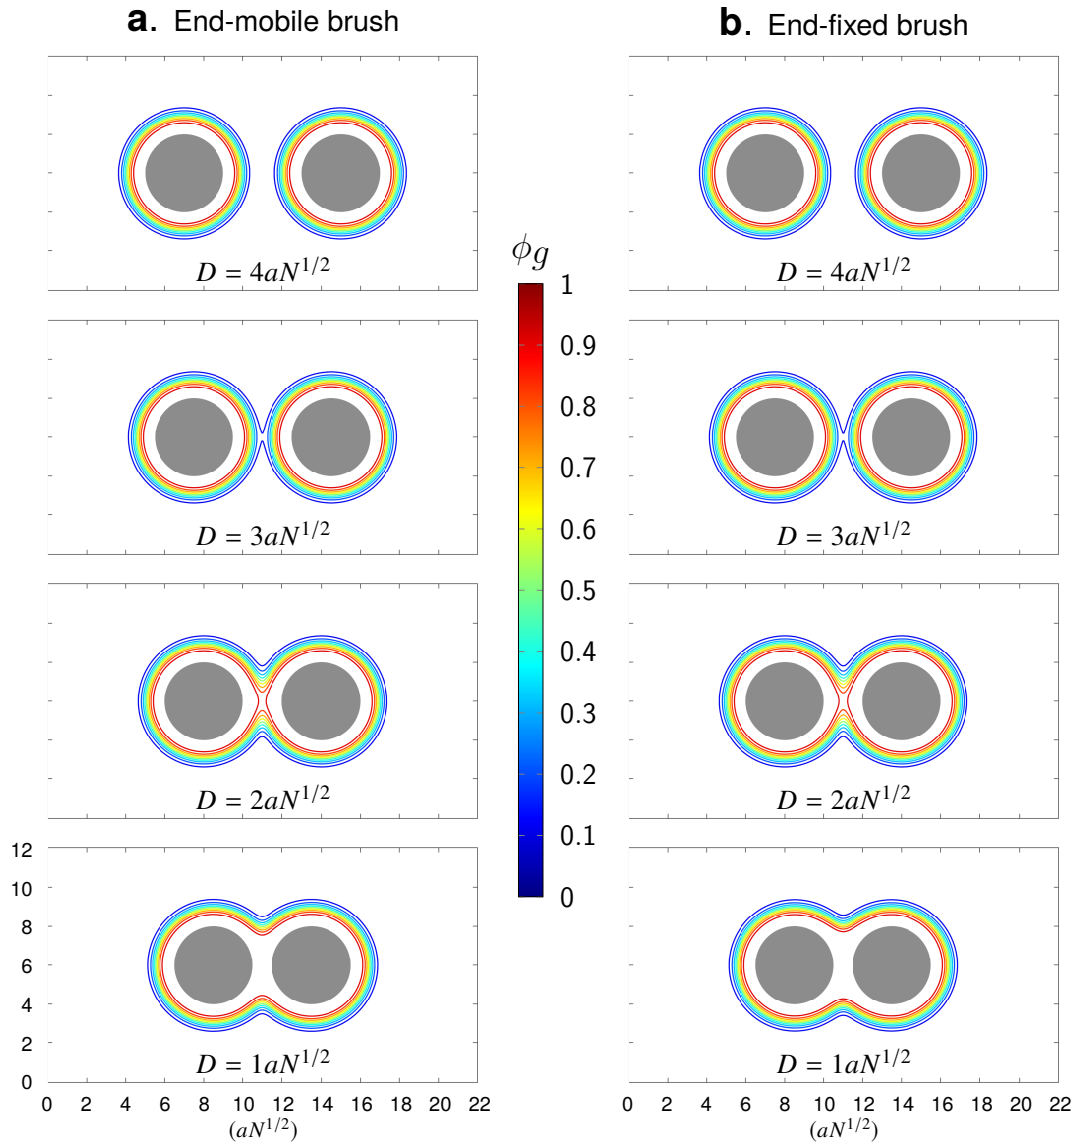 a. End-mobile brush
b. End-fixed brush
D = 4aN^{1/2}
D = 4aN^{1/2}
ϕg
1
0.9
0.8
0.7
0.6
0.5
0.4
0.3
0.2
0.1
0
D = 3aN^{1/2}
D = 3aN^{1/2}
D = 2aN^{1/2}
D = 2aN^{1/2}
12
10
8
6
4
2
0
D = 1aN^{1/2}
D = 1aN^{1/2}
0 2 4 6 8 10 12 14 16 18 20 22
(aN^{1/2})
0 2 4 6 8 10 12 14 16 18 20 22
(aN^{1/2})